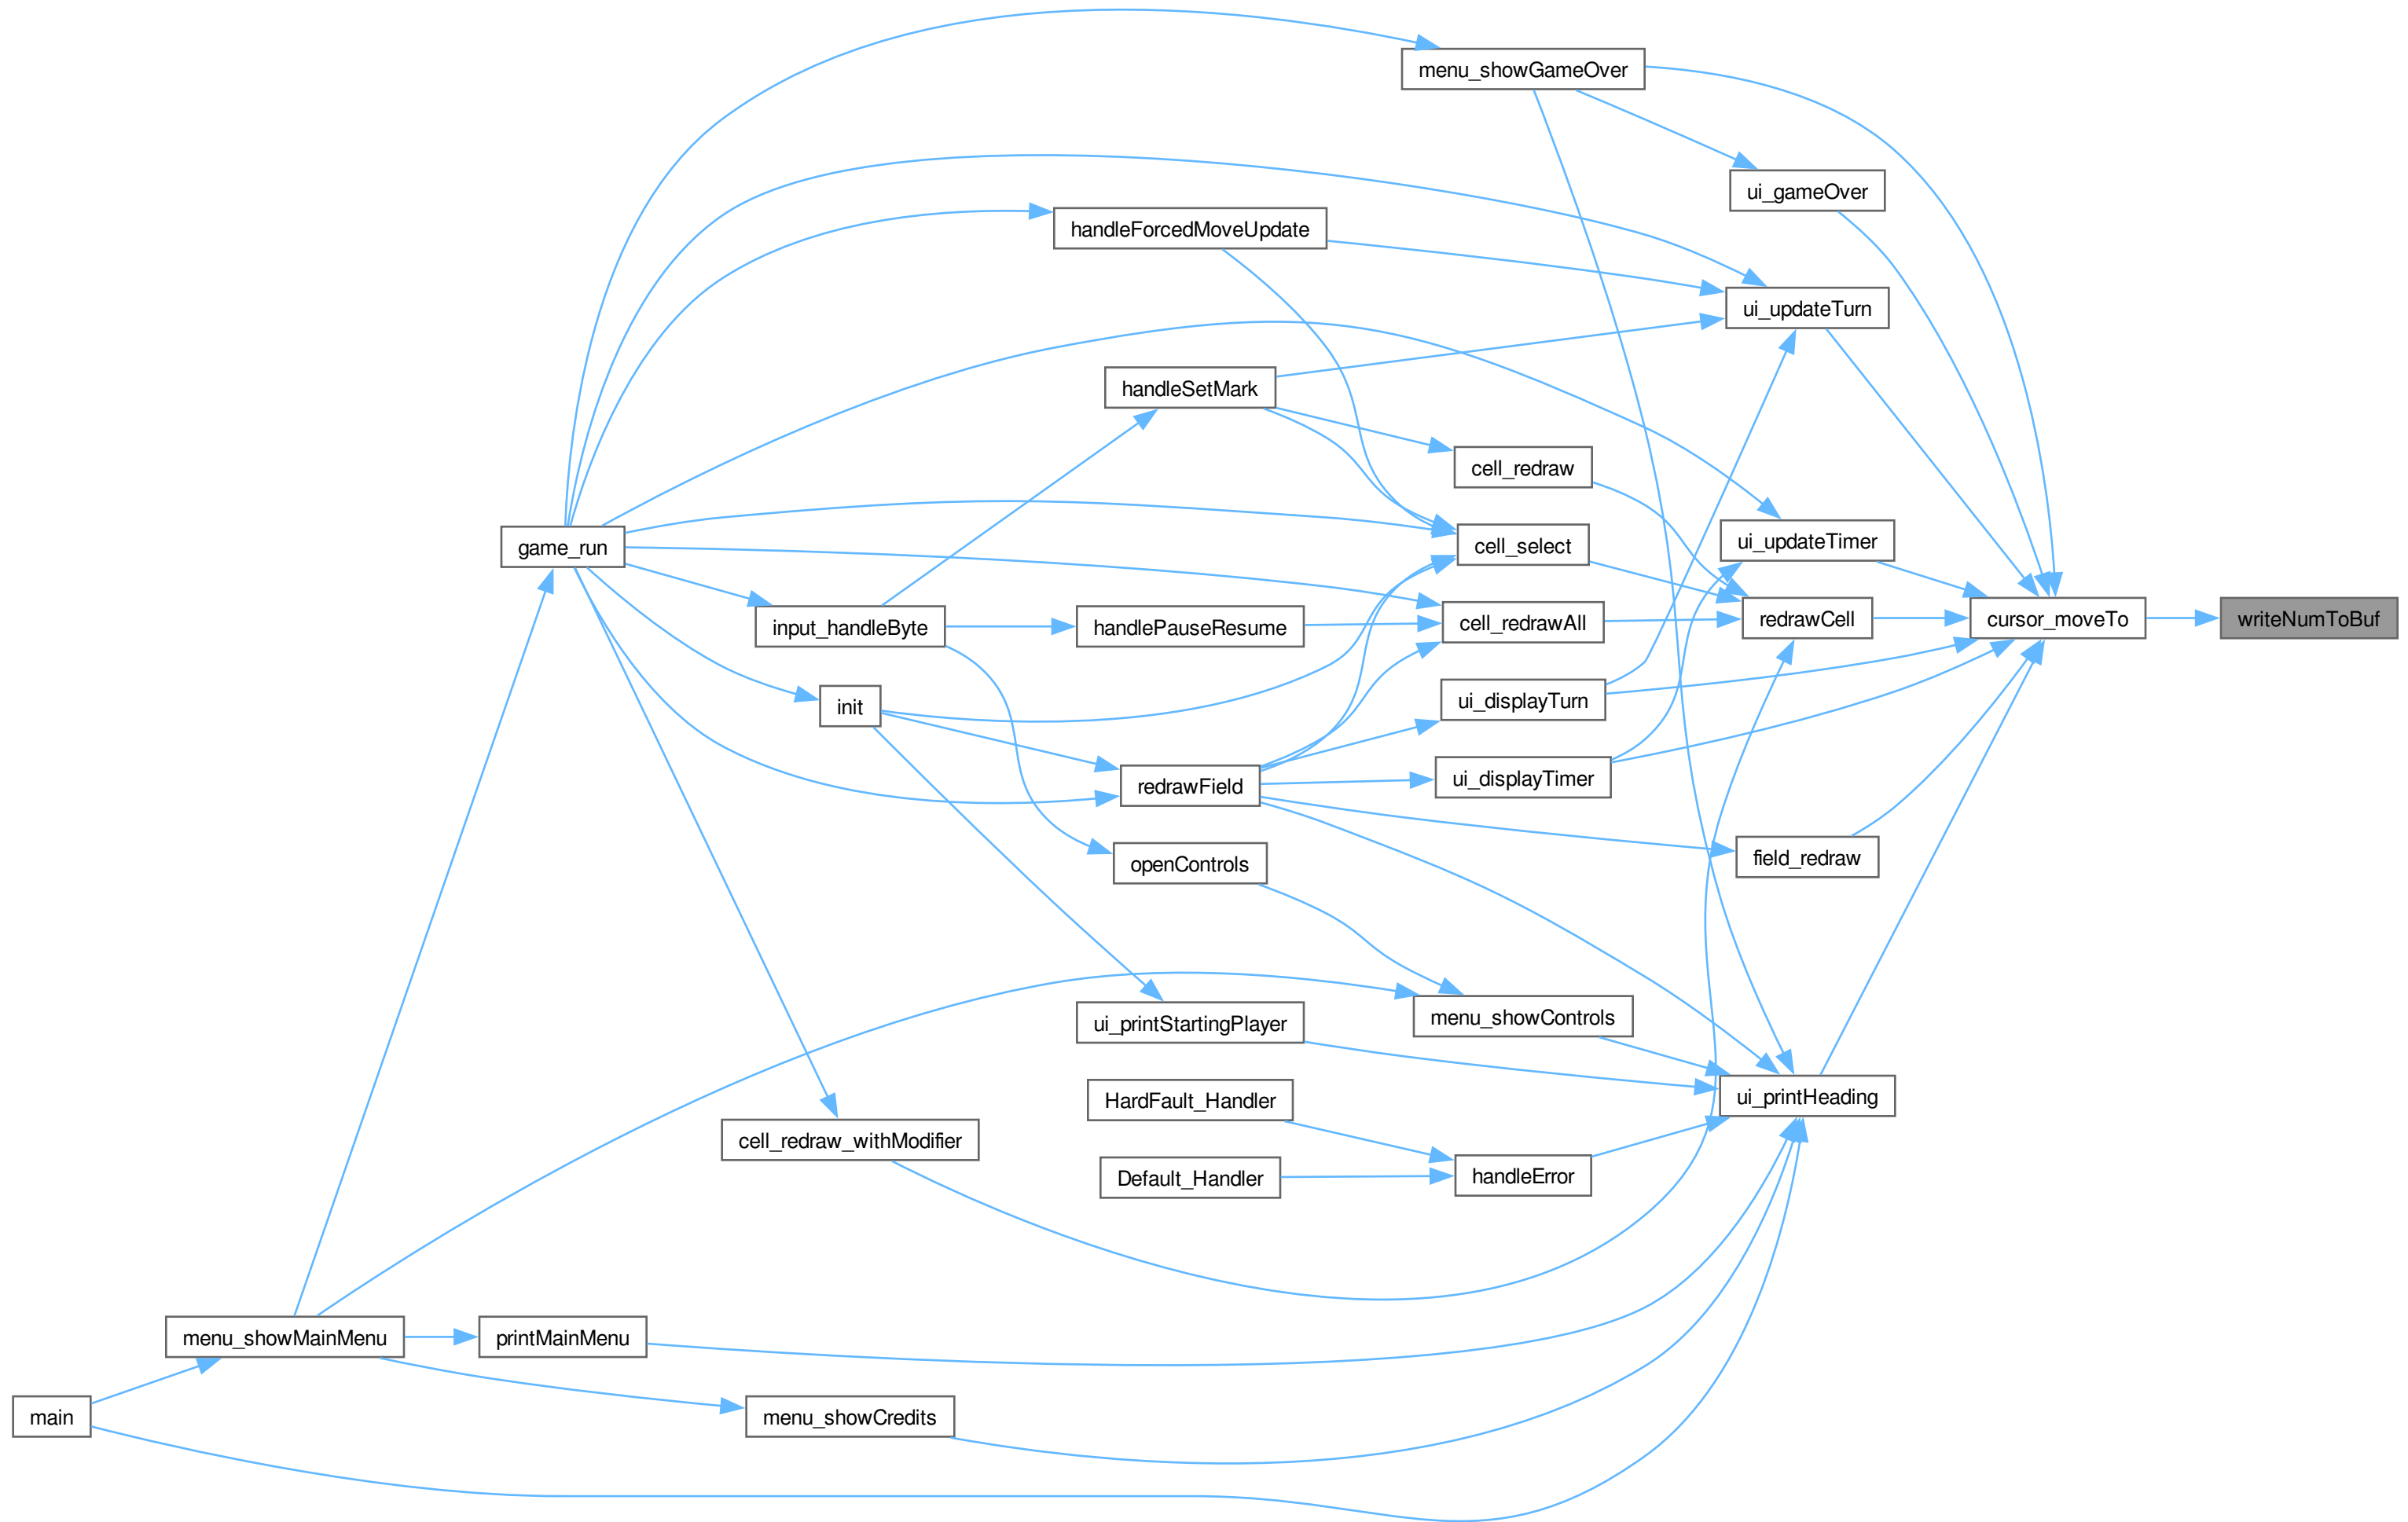 menu_showGameOver
ui_gameOver
handleForcedMoveUpdate
ui_updateTurn
handleSetMark
cell_redraw
game_run
cell_select
ui_updateTimer
input_handleByte
handlePauseResume
cell_redrawAll
redrawCell
cursor_moveTo
writeNumToBuf
init
ui_displayTurn
redrawField
ui_displayTimer
openControls
field_redraw
ui_printStartingPlayer
menu_showControls
HardFault_Handler
ui_printHeading
cell_redraw_withModifier
Default_Handler
handleError
menu_showMainMenu
printMainMenu
main
menu_showCredits